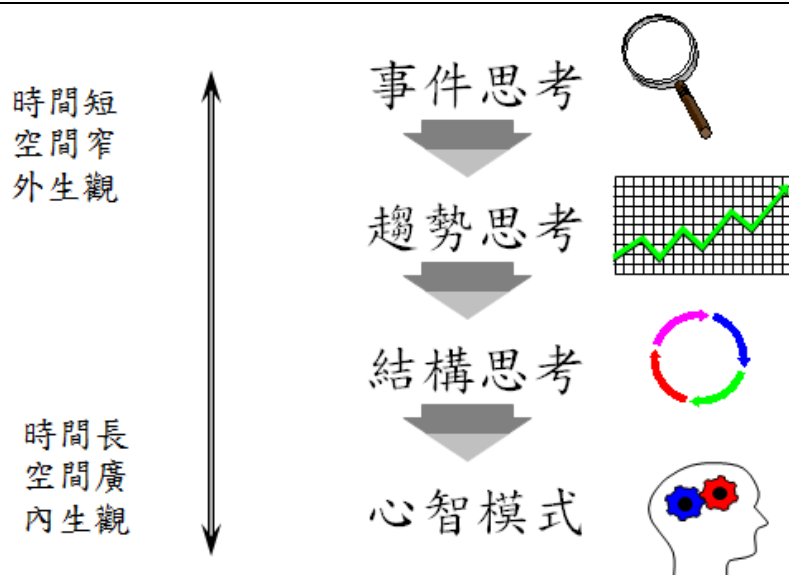 時間短
空間窄
外生觀
事件思考
趨勢思考
結構思考
時間長
空間廣
內生觀
心智模式